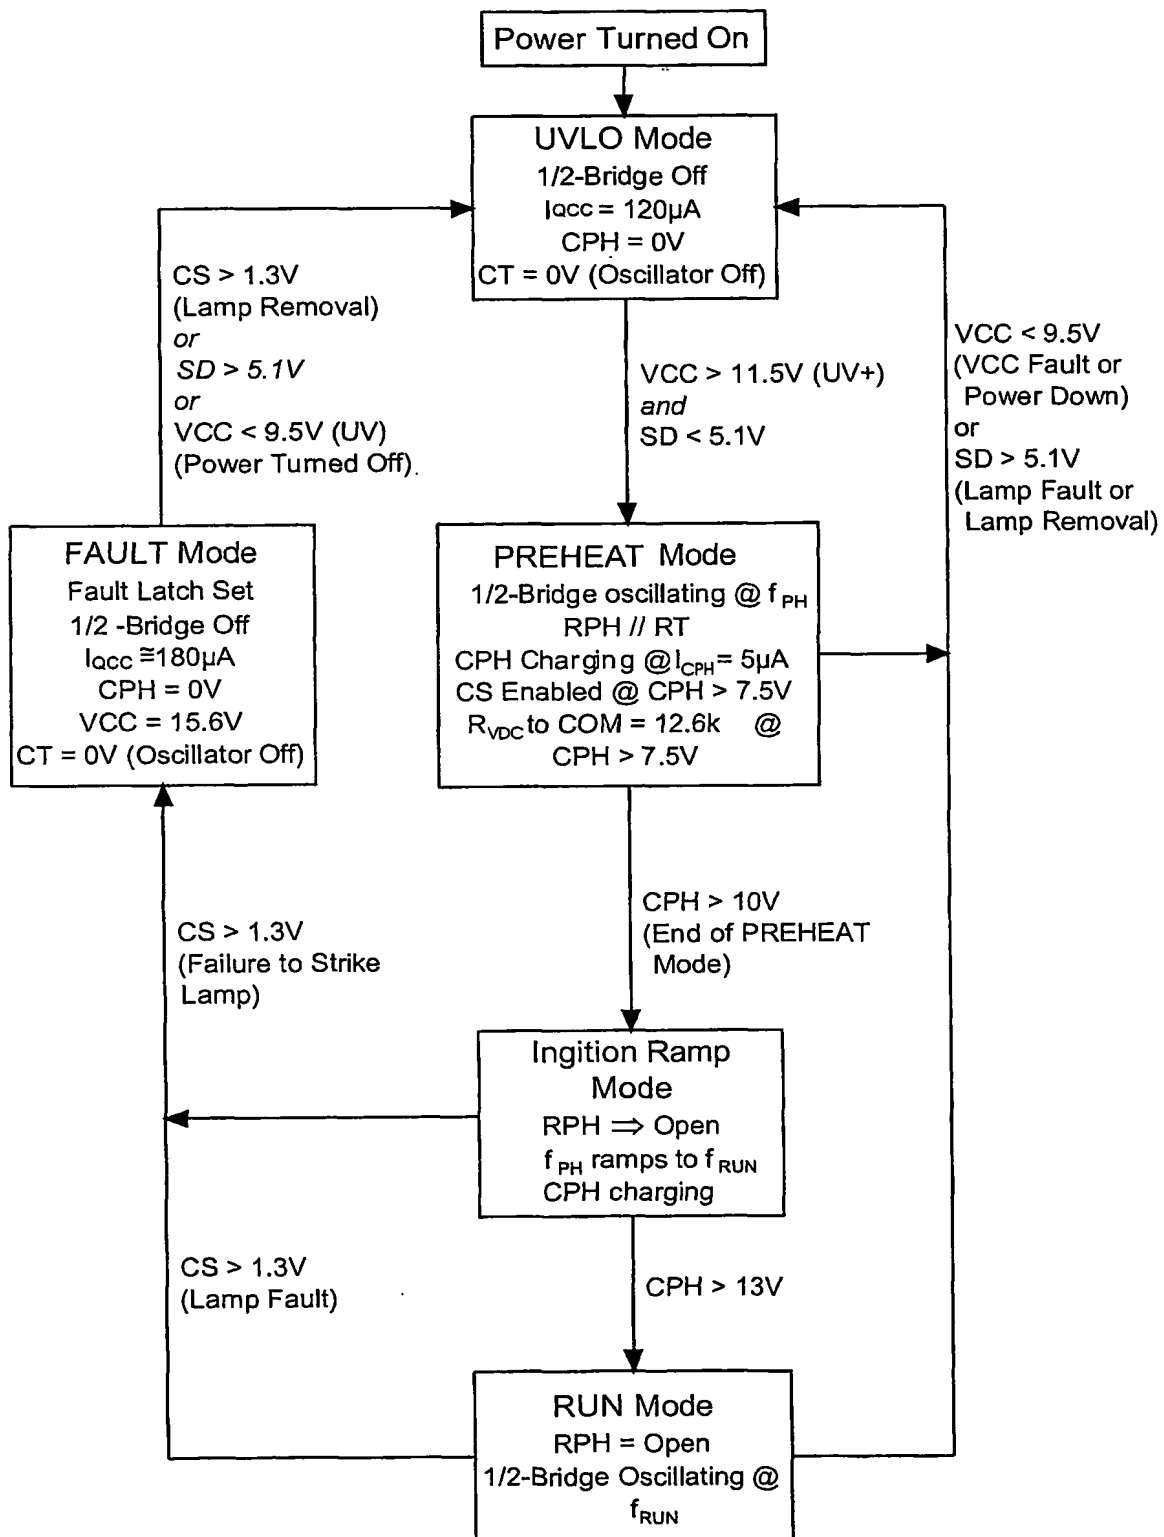 Power Turned On
UVLO Mode
1/2-Bridge Off
IQCC = 120µA
CPH = 0V
CT = 0V (Oscillator Off)
CS > 1.3V
(Lamp Removal)
or
SD > 5.1V
or
VCC < 9.5V (UV)
(Power Turned Off)
VCC > 11.5V (UV+)
and
SD < 5.1V
VCC < 9.5V
(VCC Fault or
Power Down)
or
SD > 5.1V
(Lamp Fault or
Lamp Removal)
FAULT Mode
Fault Latch Set
1/2 -Bridge Off
IQCC ≅180µA
CPH = 0V
VCC = 15.6V
CT = 0V (Oscillator Off)
PREHEAT Mode
1/2-Bridge oscillating @ fPH
RPH // RT
CPH Charging @ ICPH = 5µA
CS Enabled @ CPH > 7.5V
RVDC to COM = 12.6k @
CPH > 7.5V
CS > 1.3V
(Failure to Strike
Lamp)
CPH > 10V
(End of PREHEAT
Mode)
Ingition Ramp
Mode
RPH ⇒ Open
fPH ramps to fRUN
CPH charging
CS > 1.3V
(Lamp Fault)
CPH > 13V
RUN Mode
RPH = Open
1/2-Bridge Oscillating @
fRUN